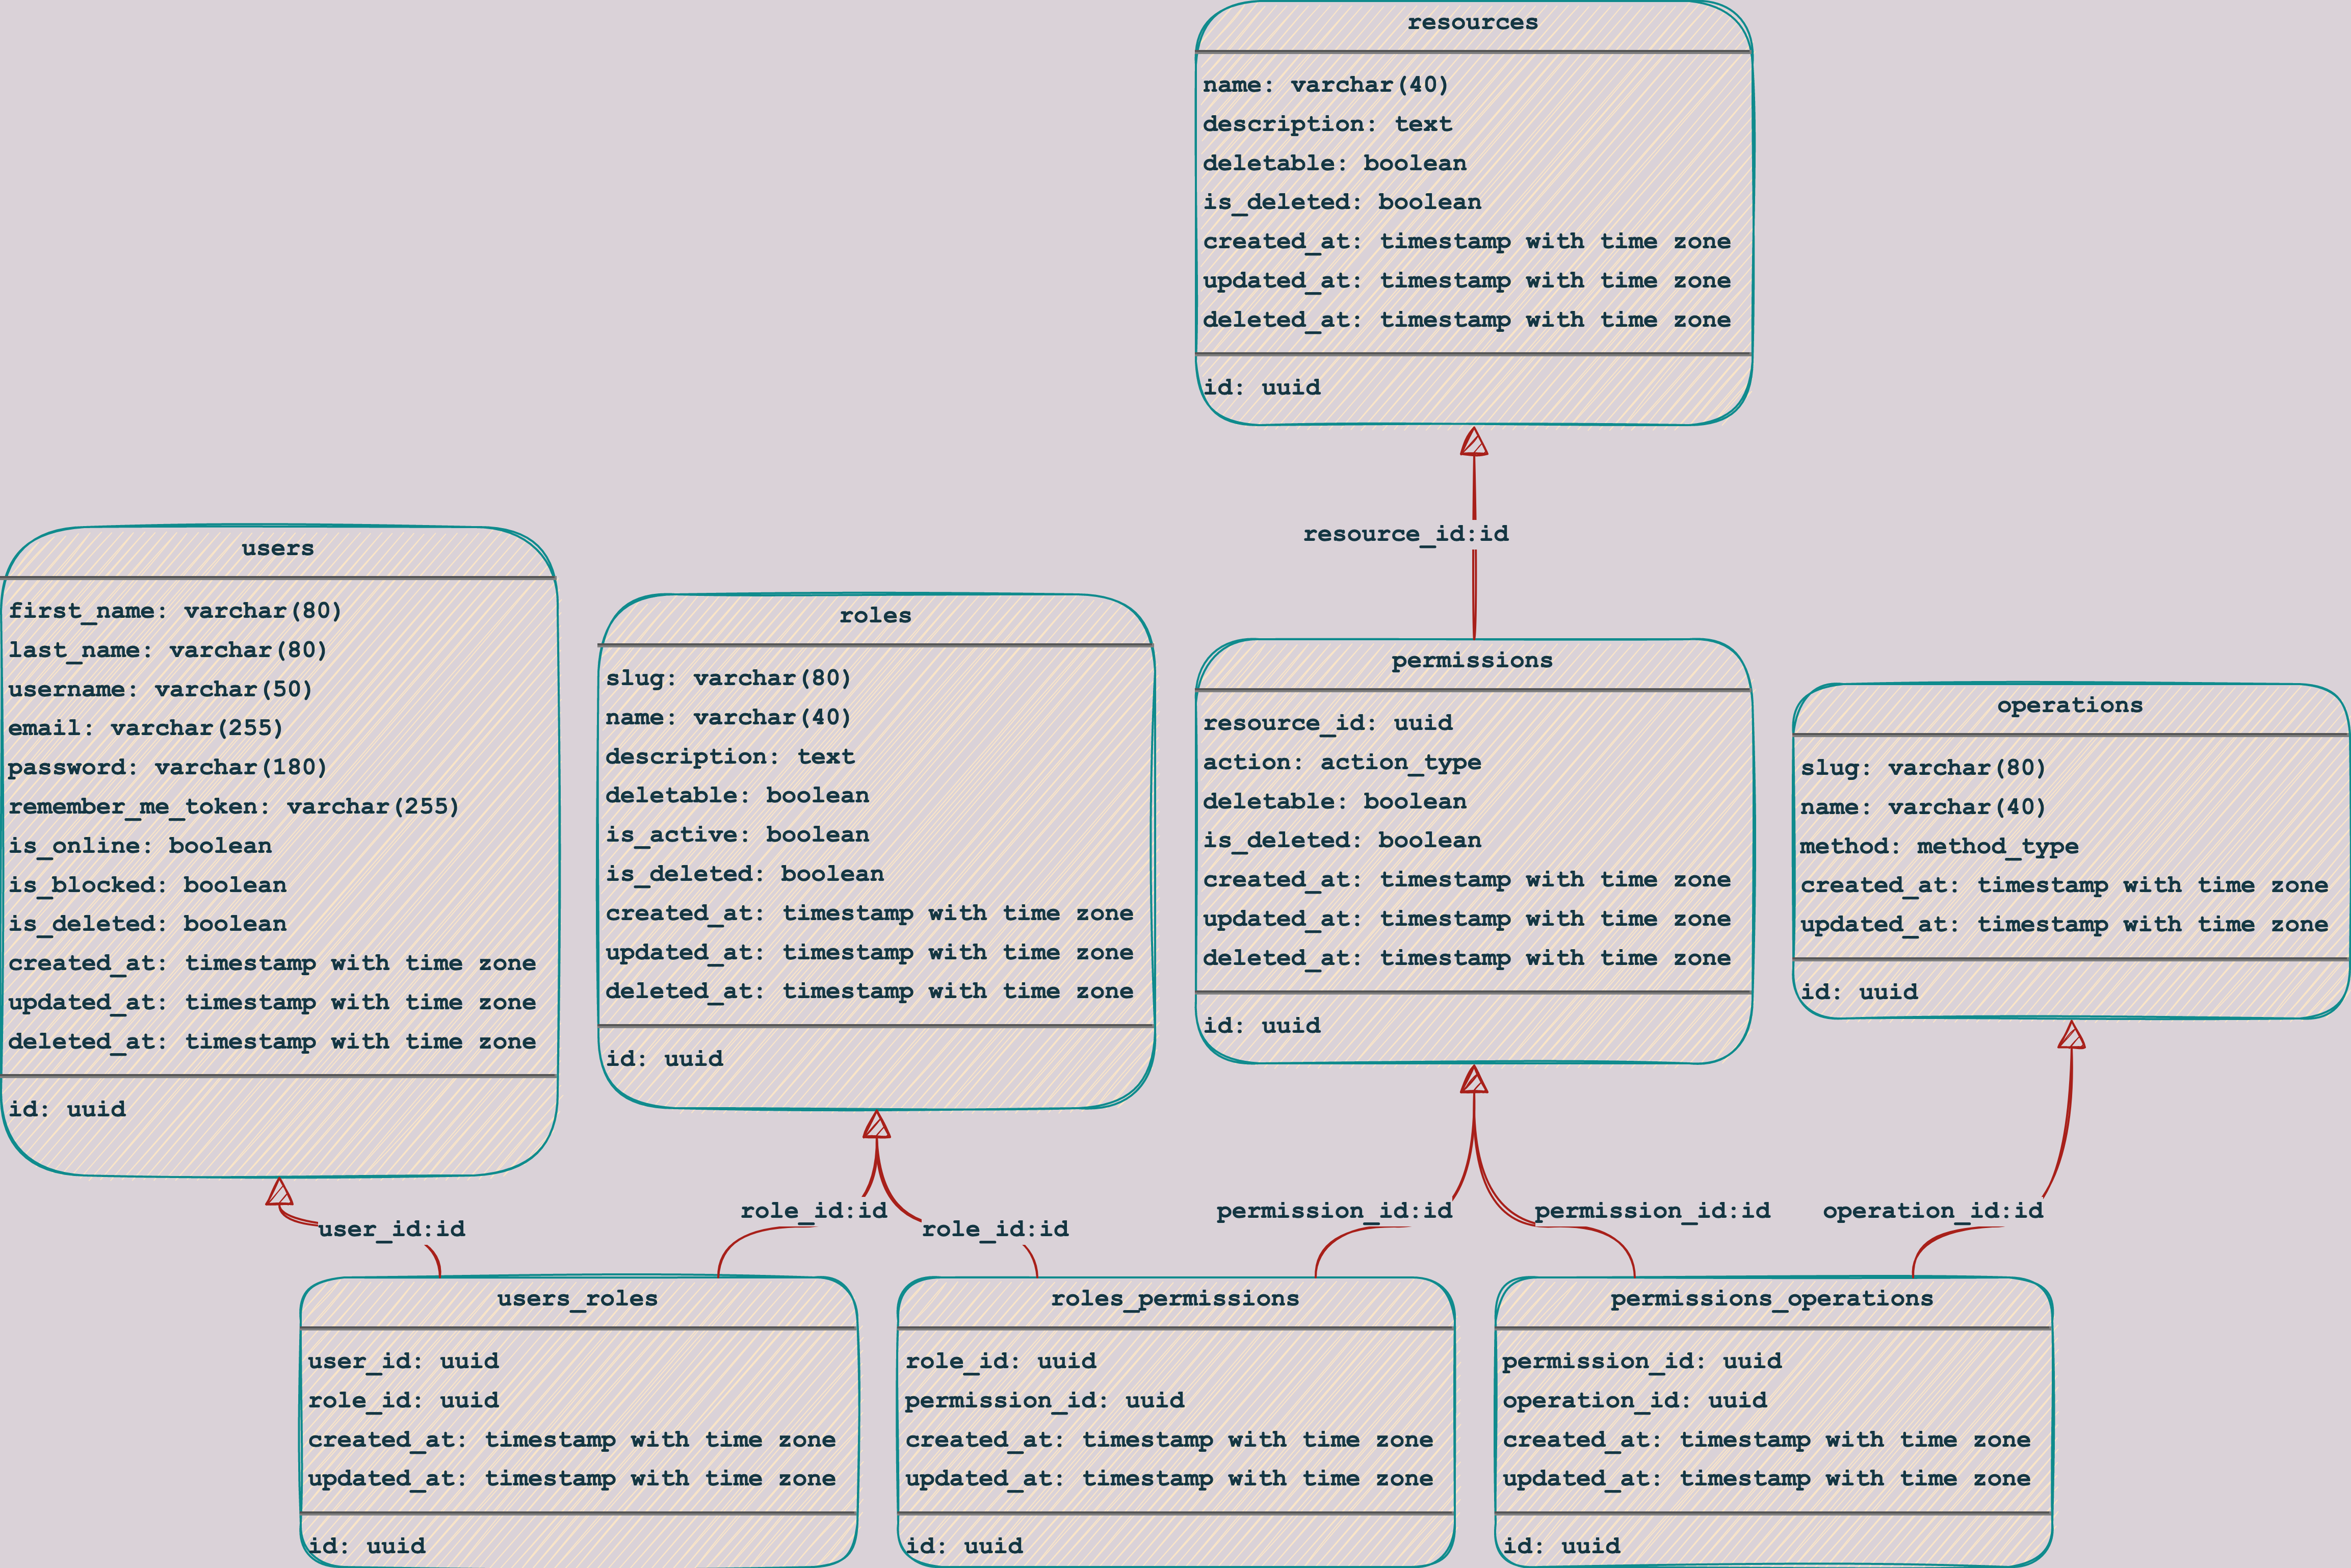 resources
name: varchar(40)
description: text
deletable: boolean
is_deleted: boolean
created_at: timestamp with time zone
updated_at: timestamp with time zone
deleted_at: timestamp with time zone
id: uuid
resource_id:id
users
first_name: varchar(80)
last_name: varchar(80)
username: varchar(50)
email: varchar(255)
password: varchar(180)
remember_me_token: varchar(255)
is_online: boolean
is_blocked: boolean
is_deleted: boolean
created_at: timestamp with time zone
updated_at: timestamp with time zone
deleted_at: timestamp with time zone
id: uuid
roles
slug: varchar(80)
name: varchar(40)
description: text
deletable: boolean
is_active: boolean
is_deleted: boolean
created_at: timestamp with time zone
updated_at: timestamp with time zone
deleted_at: timestamp with time zone
id: uuid
permissions
resource_id: uuid
action: action_type
deletable: boolean
is_deleted: boolean
created_at: timestamp with time zone
updated_at: timestamp with time zone
deleted_at: timestamp with time zone
id: uuid
operations
slug: varchar(80)
name: varchar(40)
method: method_type
created_at: timestamp with time zone
updated_at: timestamp with time zone
id: uuid
user_id:id
role_id:id
role_id:id
permission_id:id
permission_id:id
operation_id:id
users_roles
user_id: uuid
role_id: uuid
created_at: timestamp with time zone
updated_at: timestamp with time zone
id: uuid
roles_permissions
role_id: uuid
permission_id: uuid
created_at: timestamp with time zone
updated_at: timestamp with time zone
id: uuid
permissions_operations
permission_id: uuid
operation_id: uuid
created_at: timestamp with time zone
updated_at: timestamp with time zone
id: uuid